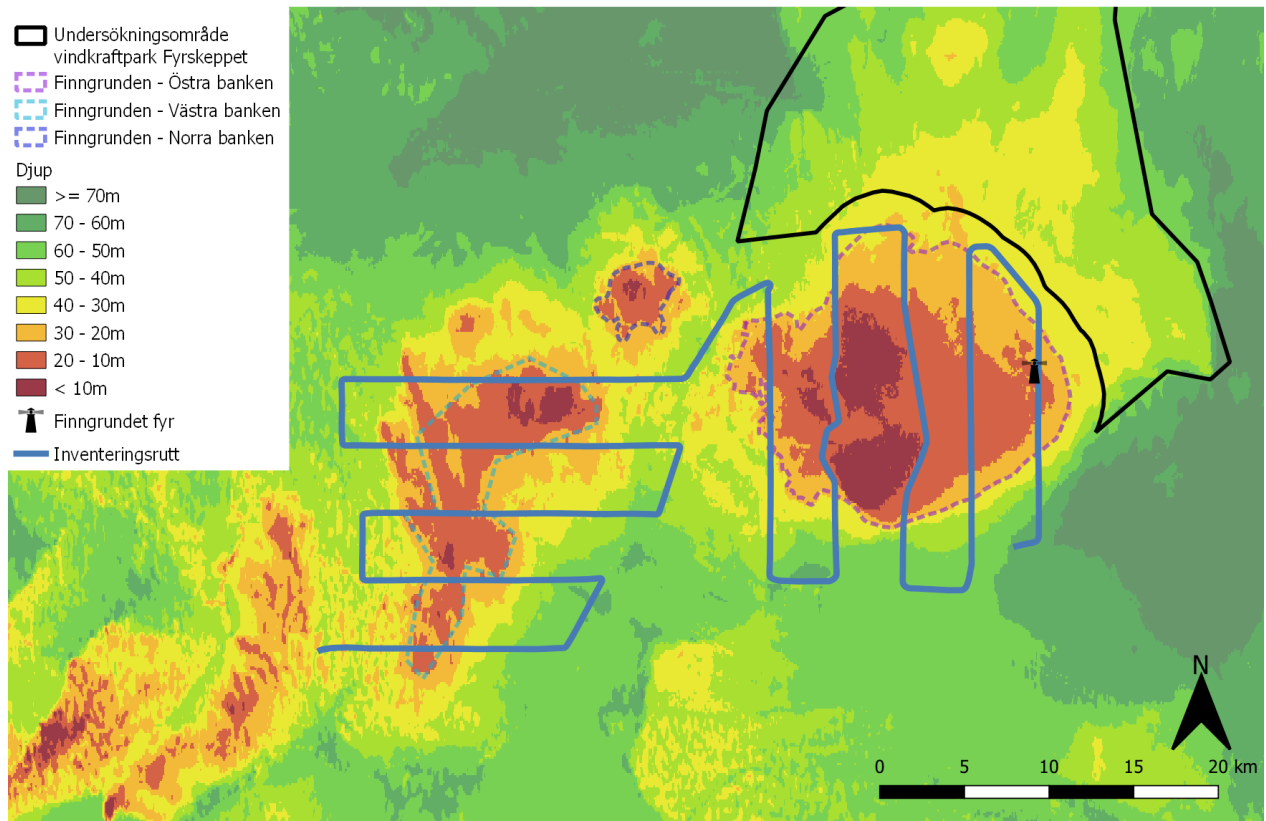 Undersökningsområde
vindkraftpark Fyrskeppet
Finngrunden - Östra banken
Finngrunden - Västra banken
Finngrunden - Norra banken
Djup
>= 70m
70 - 60m
60 - 50m
50 - 40m
40 - 30m
30 - 20m
20 - 10m
< 10m
Finngrundet fyr
Inventeringsrutt
N
0 5 10 15 20 km